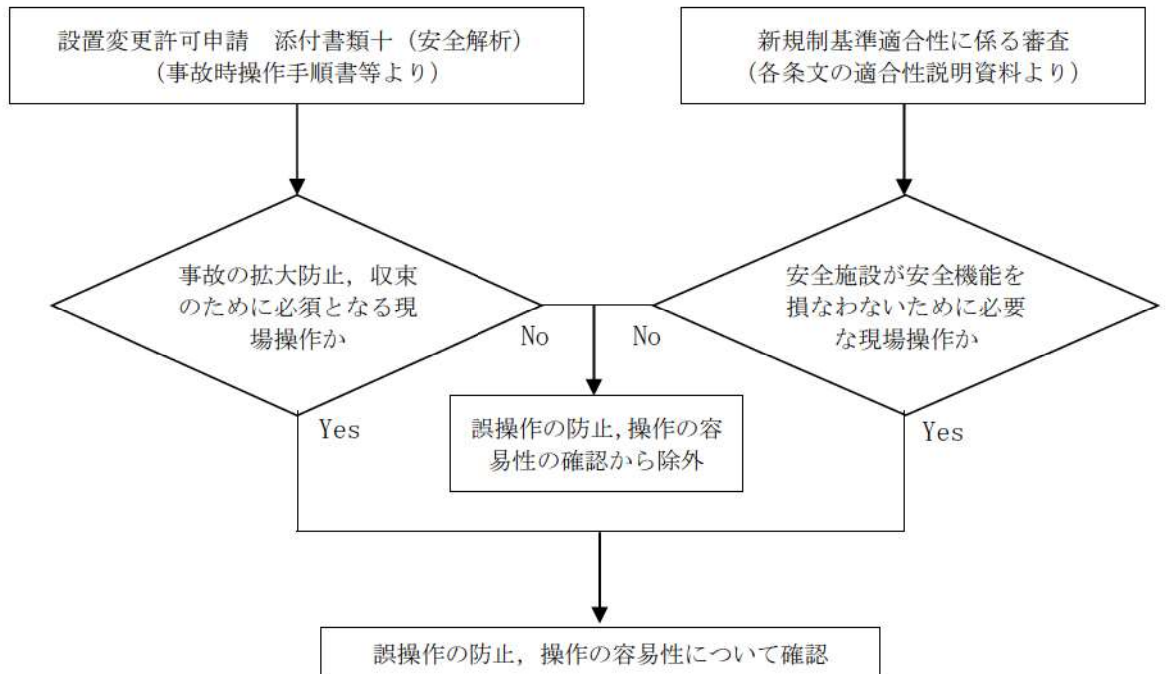 設置変更許可申請　添付書類十（安全解析）
（事故時操作手順書等より）
新規制基準適合性に係る審査
（各条文の適合性説明資料より）
事故の拡大防止，収束
のために必須となる現
場操作か
安全施設が安全機能を
損なわないために必要
な現場操作か
No
No
Yes
誤操作の防止,操作の容
易性の確認から除外
Yes
誤操作の防止，操作の容易性について確認